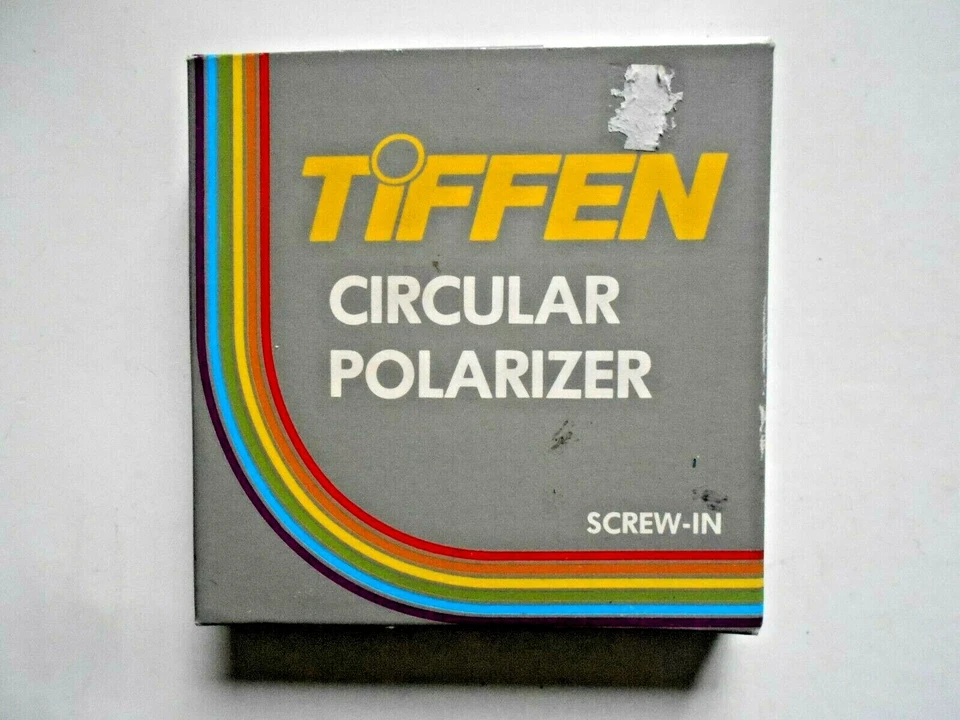 TIFFEN
CIRCULAR
POLARIZER
SCREW-IN